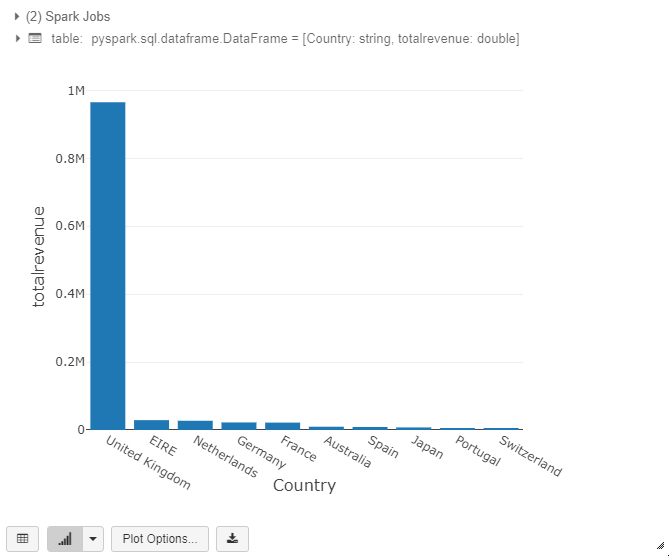 (2) Spark Jobs
table: pyspark.sql.dataframe.DataFrame = [Country: string, totalrevenue: double]
1M
0.8M
0.6M
0.4M
0.2M
0
totalrevenue
United Kingdom
EIRE
Netherlands
Germany
France
Australia
Spain
Japan
Portugal
Switzerland
Country
Plot Options...